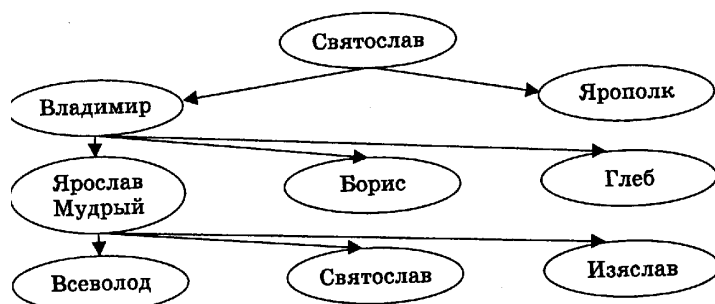 Святослав
Владимир
Ярополк
Ярослав
Мудрый
Борис
Глеб
Всеволод
Святослав
Изяслав